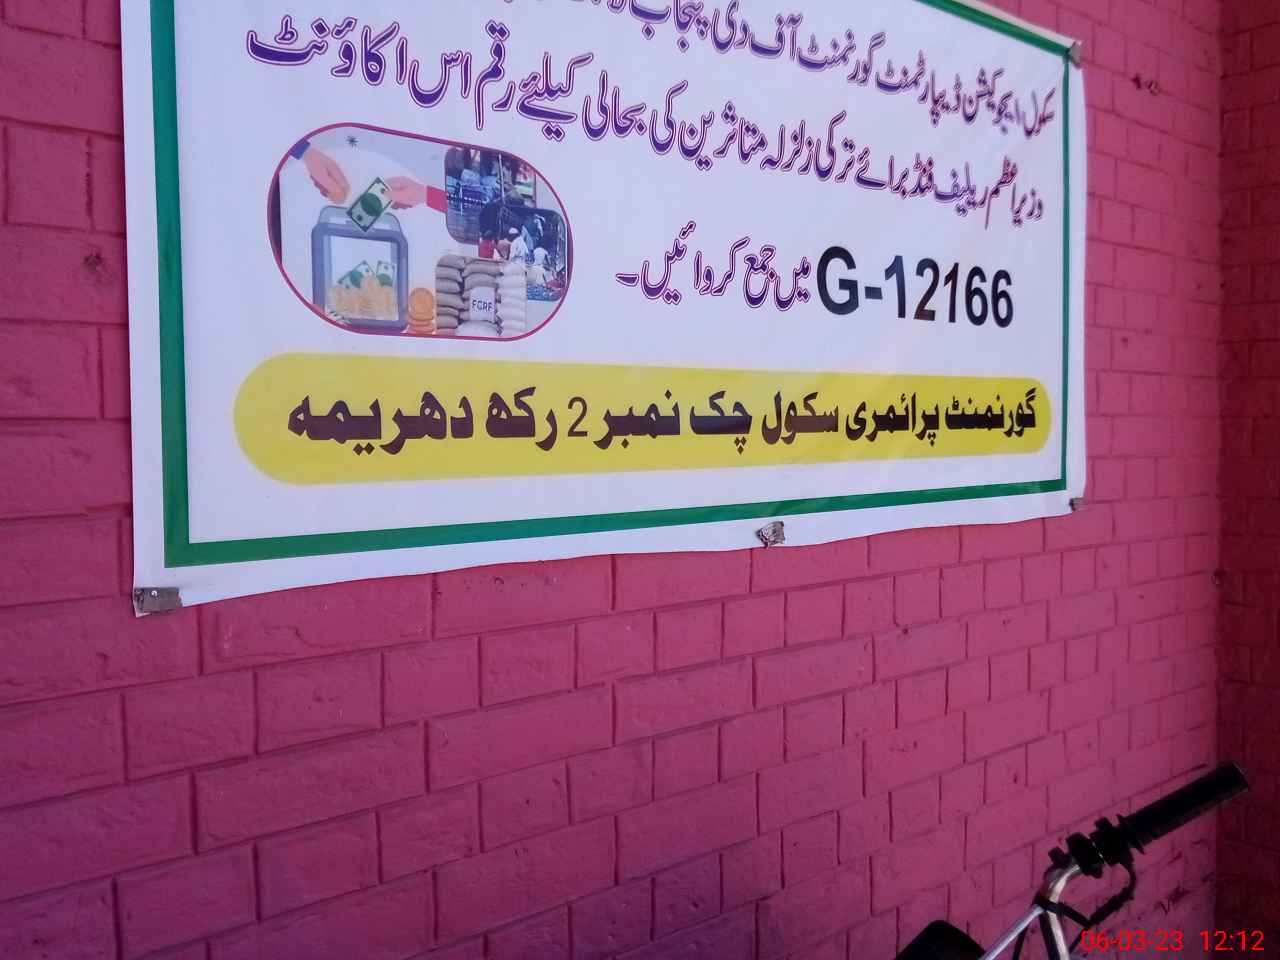 سکول ایجوکیشن ڈیپارٹمنٹ گورنمنٹ آف دی پنجاب
وزیراعظم ریلیف فنڈ برائے ترکی زلزلہ متاثرین کی بحالی کیلئے رقم اس اکاؤنٹ
G-12166 میں جمع کروائیں۔
FCRF
گورنمنٹ پرائمری سکول چک نمبر 2 رکھ دھریمہ
06-03-23 12:12